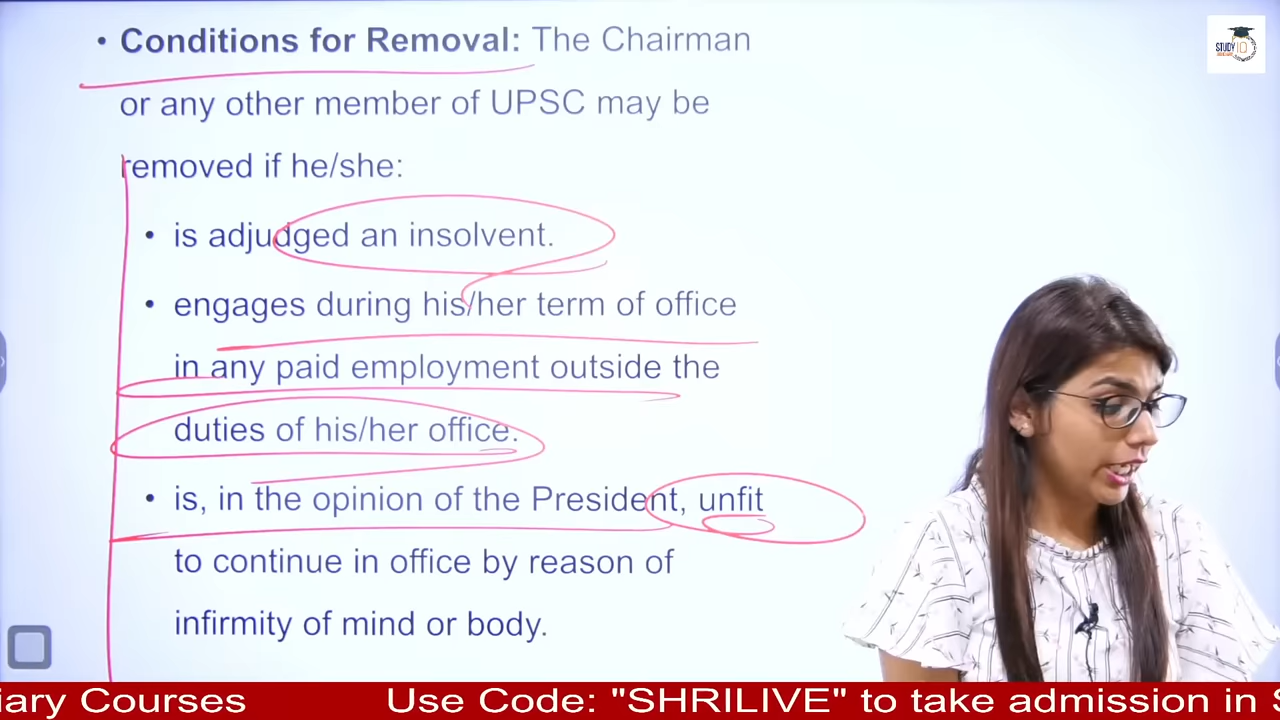 • Conditions for Removal: The Chairman
or any other member of UPSC may be
removed if he/she:
• is adjudged an insolvent.
• engages during his/her term of office
in any paid employment outside the
duties of his/her office.
• is, in the opinion of the President, unfit
to continue in office by reason of
infirmity of mind or body.
STUDY IQ
iary Courses Use Code: "SHRILIVE" to take admission in S